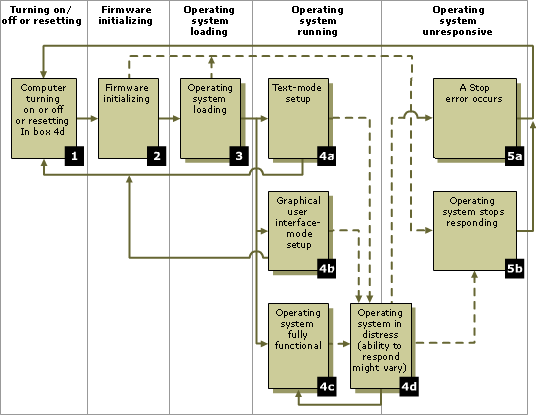 Turning on/
off or resetting
Firmware
initializing
Operating
system
loading
Operating
system
running
Operating
system
unresponsive
Computer
turning
on or off
or resetting
In box 4d
1
Firmware
initializing
2
Operating
system
loading
3
Text-mode
setup
4a
A Stop
error occurs
5a
Graphical
user
interface-
mode
setup
4b
Operating
system stops
responding
5b
Operating
system
fully
functional
4c
Operating
system in
distress
(ability to
respond
might vary)
4d